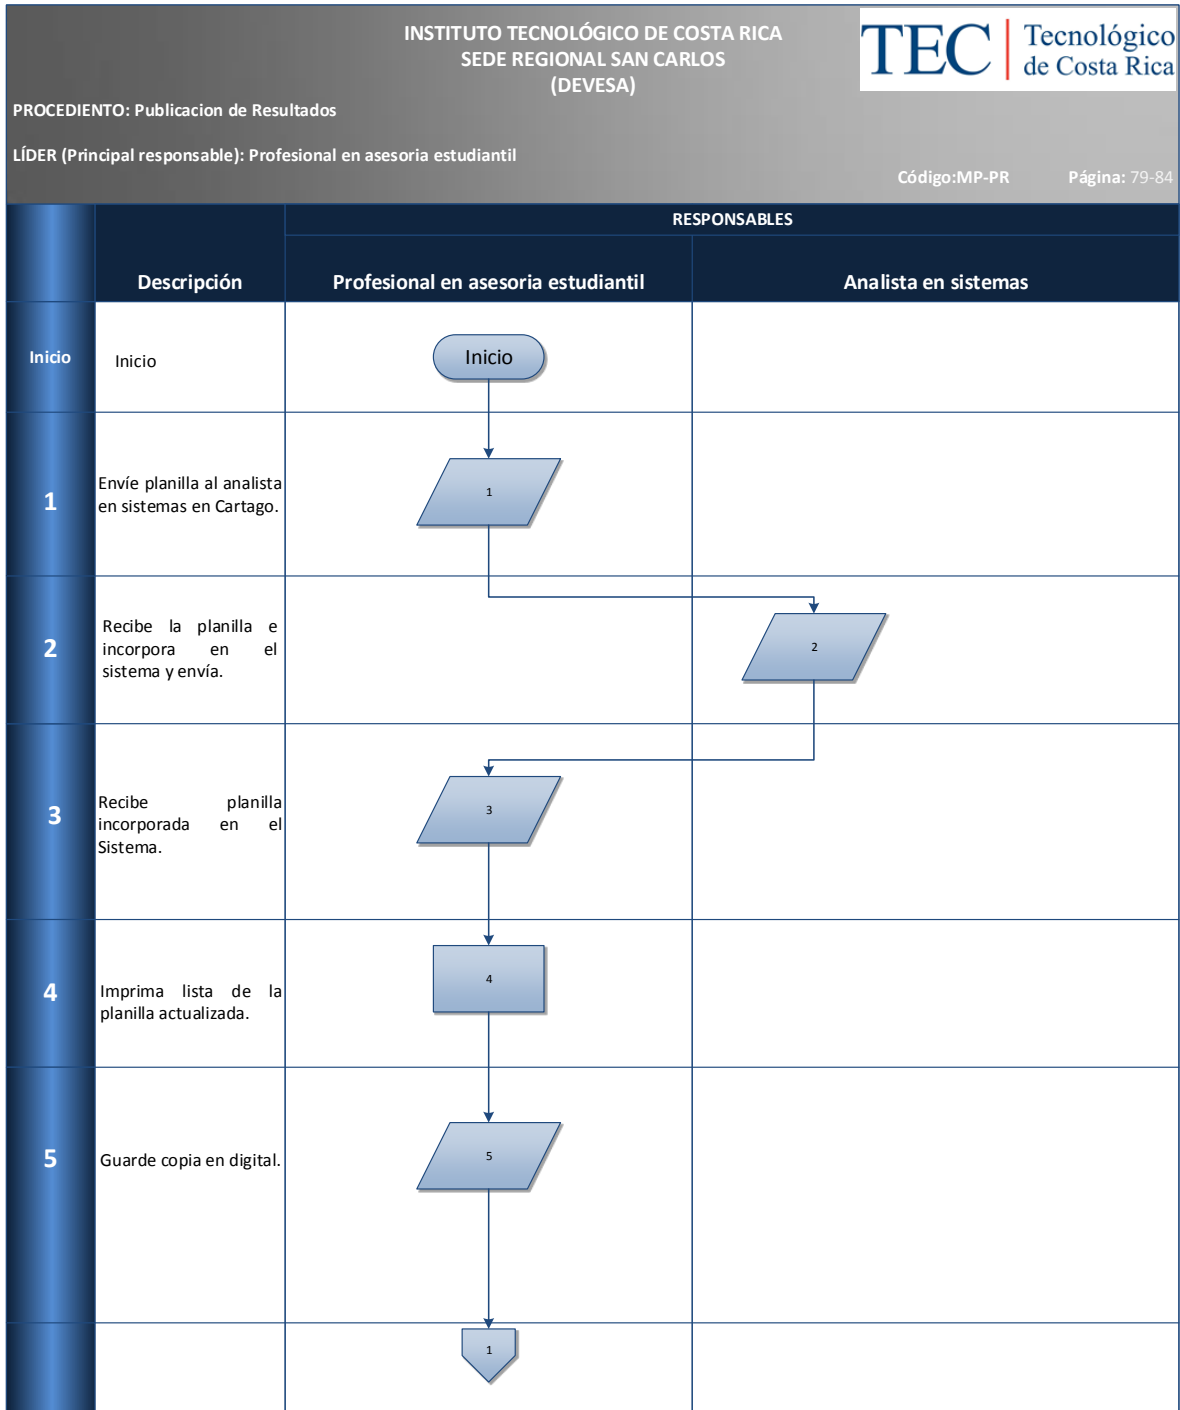 INSTITUTO TECNOLÓGICO DE COSTA RICA
SEDE REGIONAL SAN CARLOS
(DEVESA)
TEC | Tecnológico
de Costa Rica
PROCEDIENTO: Publicacion de Resultados
LÍDER (Principal responsable): Profesional en asesoria estudiantil
Código:MP-PR Página: 79-84
RESPONSABLES
Descripción Profesional en asesoria estudiantil Analista en sistemas
Inicio Inicio Inicio
1
Envíe planilla al analista
en sistemas en Cartago.
1
2
Recibe la planilla e
incorpora en el
sistema y envía.
2
3
Recibe planilla
incorporada en el
Sistema.
3
4
Imprima lista de la
planilla actualizada.
4
5
Guarde copia en digital.
5
1